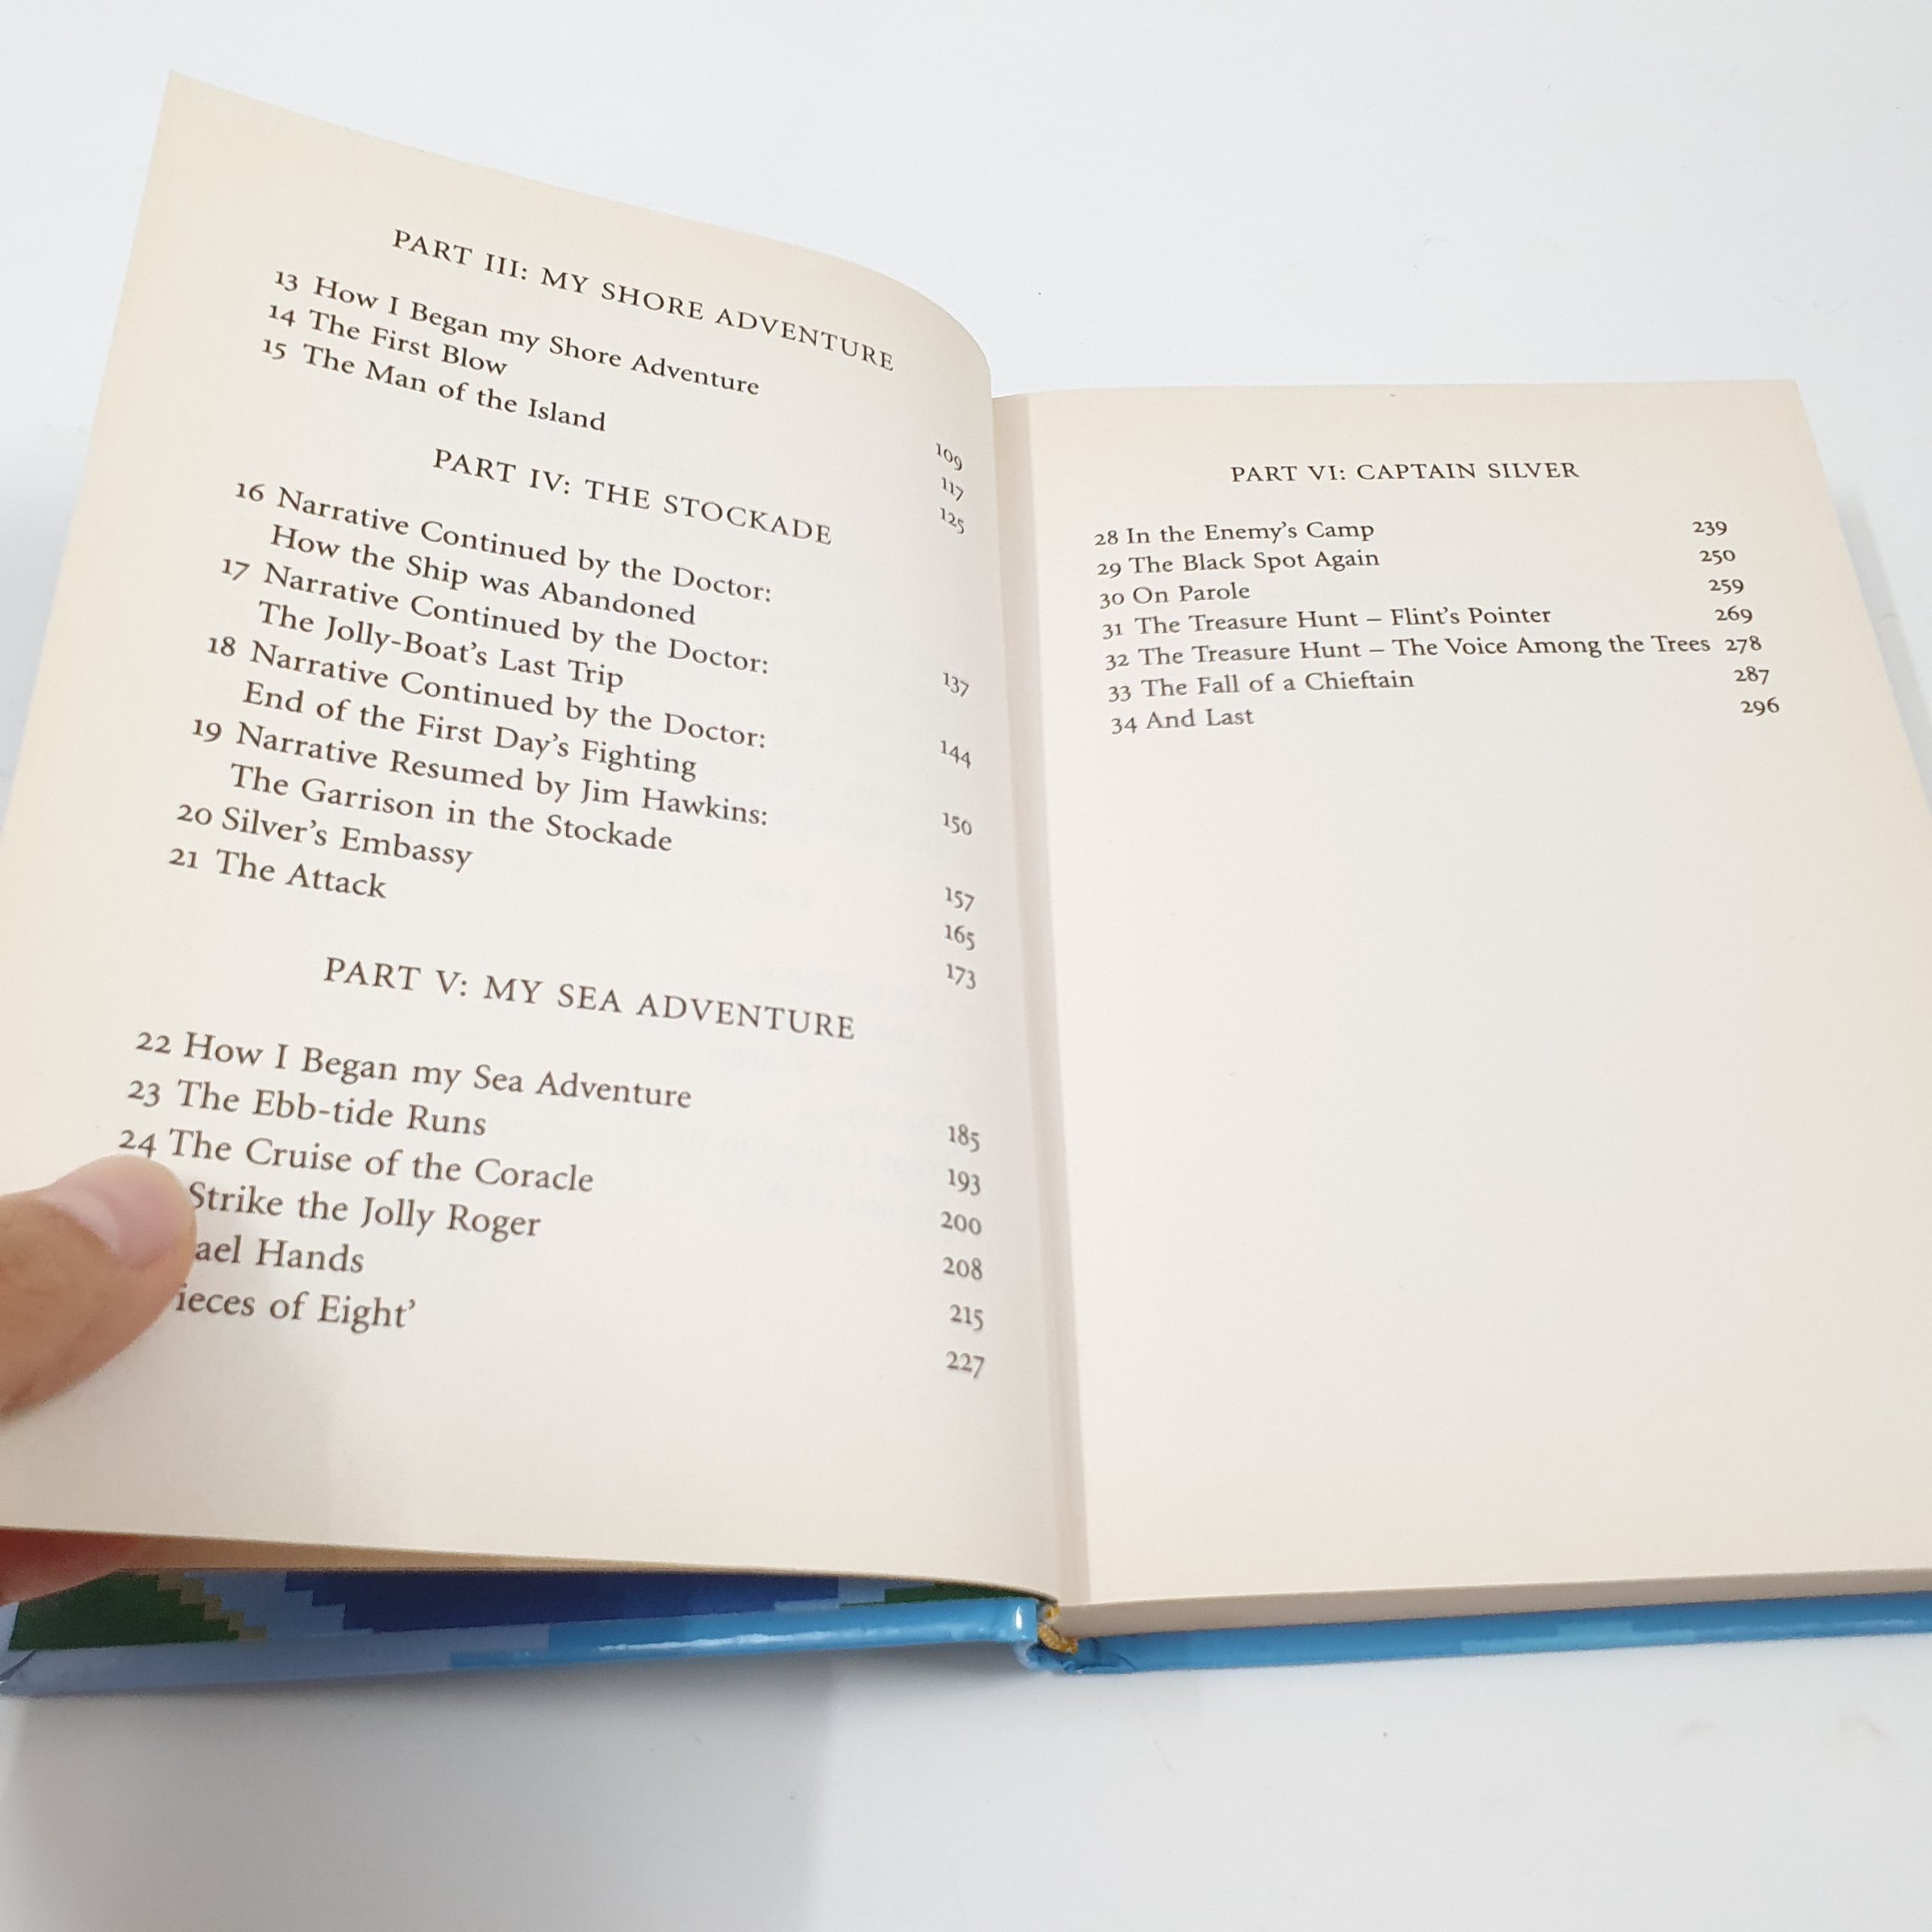 PART III: MY SHORE ADVENTURE
13 How I Began my Shore Adventure 109
14 The First Blow 117
15 The Man of the Island 125
PART IV: THE STOCKADE
16 Narrative Continued by the Doctor:
How the Ship was Abandoned 137
17 Narrative Continued by the Doctor:
The Jolly-Boat's Last Trip 144
18 Narrative Continued by the Doctor:
End of the First Day's Fighting 150
19 Narrative Resumed by Jim Hawkins:
The Garrison in the Stockade 157
20 Silver's Embassy 165
21 The Attack 173
PART V: MY SEA ADVENTURE
22 How I Began my Sea Adventure 185
23 The Ebb-tide Runs 193
24 The Cruise of the Coracle 200
Strike the Jolly Roger 208
ael Hands 215
ieces of Eight' 227
PART VI: CAPTAIN SILVER
28 In the Enemy's Camp 239
29 The Black Spot Again 250
30 On Parole 259
31 The Treasure Hunt – Flint's Pointer 269
32 The Treasure Hunt – The Voice Among the Trees 278
33 The Fall of a Chieftain 287
34 And Last 296